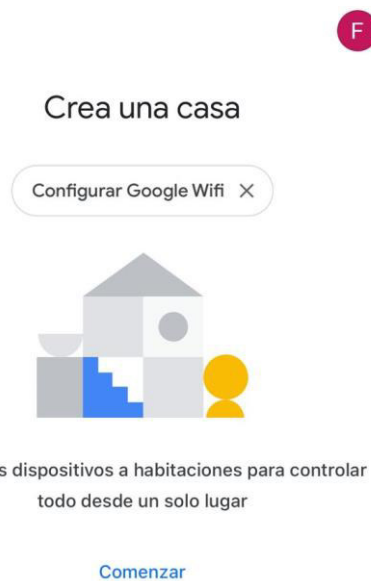 F
Crea una casa
Configurar Google Wifi ×
s dispositivos a habitaciones para controlar
todo desde un solo lugar
Comenzar